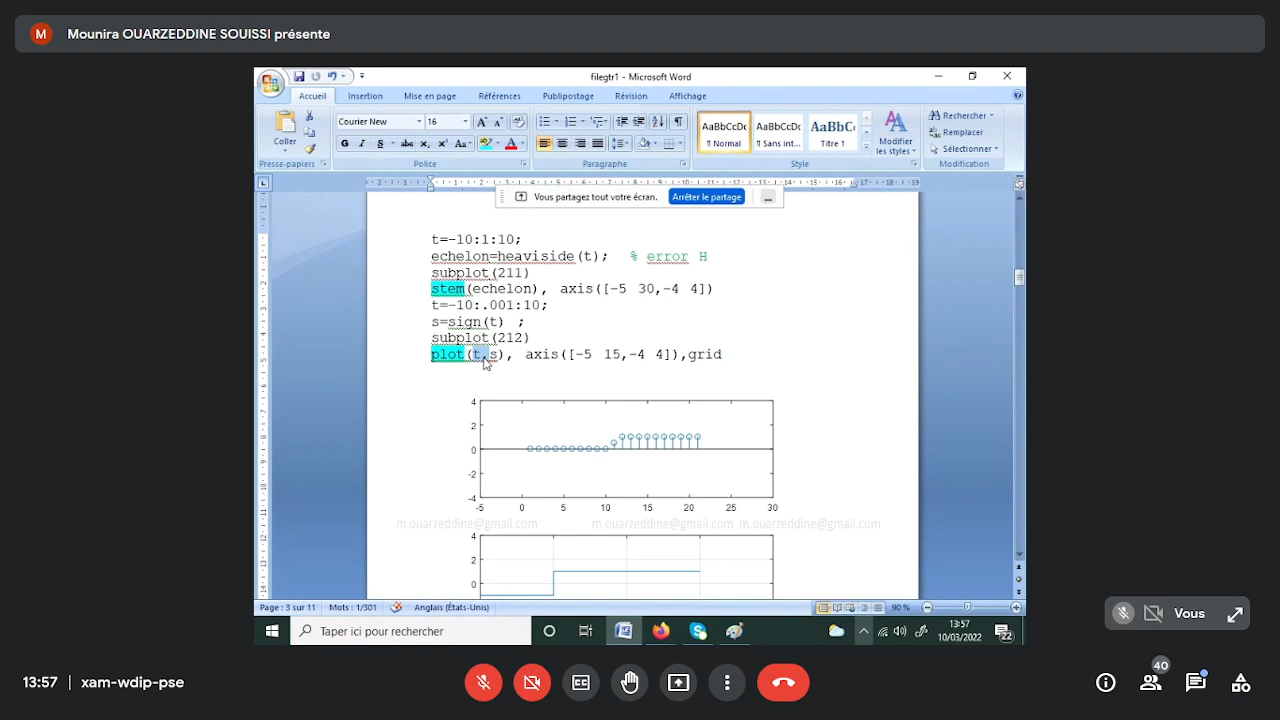 M Mounira OUARZEDDINE SOUISSI présente
filegtr1 - Microsoft Word
Accueil Insertion Mise en page Références Publipostage Révision Affichage
Coller
Courier New 16
AaBbCcDc AaBbCcDc AaBbC
¶ Normal ¶ Sans int... Titre 1
Modifier les styles
Rechercher
Remplacer
Sélectionner
Presse-papiers Police Paragraphe Style Modification
Vous partagez tout votre écran. Arrêter le partage
t=-10:1:10;
echelon=heaviside(t); % error H
subplot(211)
stem(echelon), axis([-5 30,-4 4])
t=-10:.001:10;
s=sign(t) ;
subplot(212)
plot(t,s), axis([-5 15,-4 4]),grid
4
2
0
-2
-4
-5 0 5 10 15 20 25 30
m.ouarzeddine@gmail.com m.ouarzeddine@gmail.com m.ouarzeddine@gmail.com
4
2
0
Page : 3 sur 11 Mots : 1/301 Anglais (États-Unis) 90 %
Taper ici pour rechercher
13:57
10/03/2022
22
Vous
13:57 | xam-wdip-pse
40